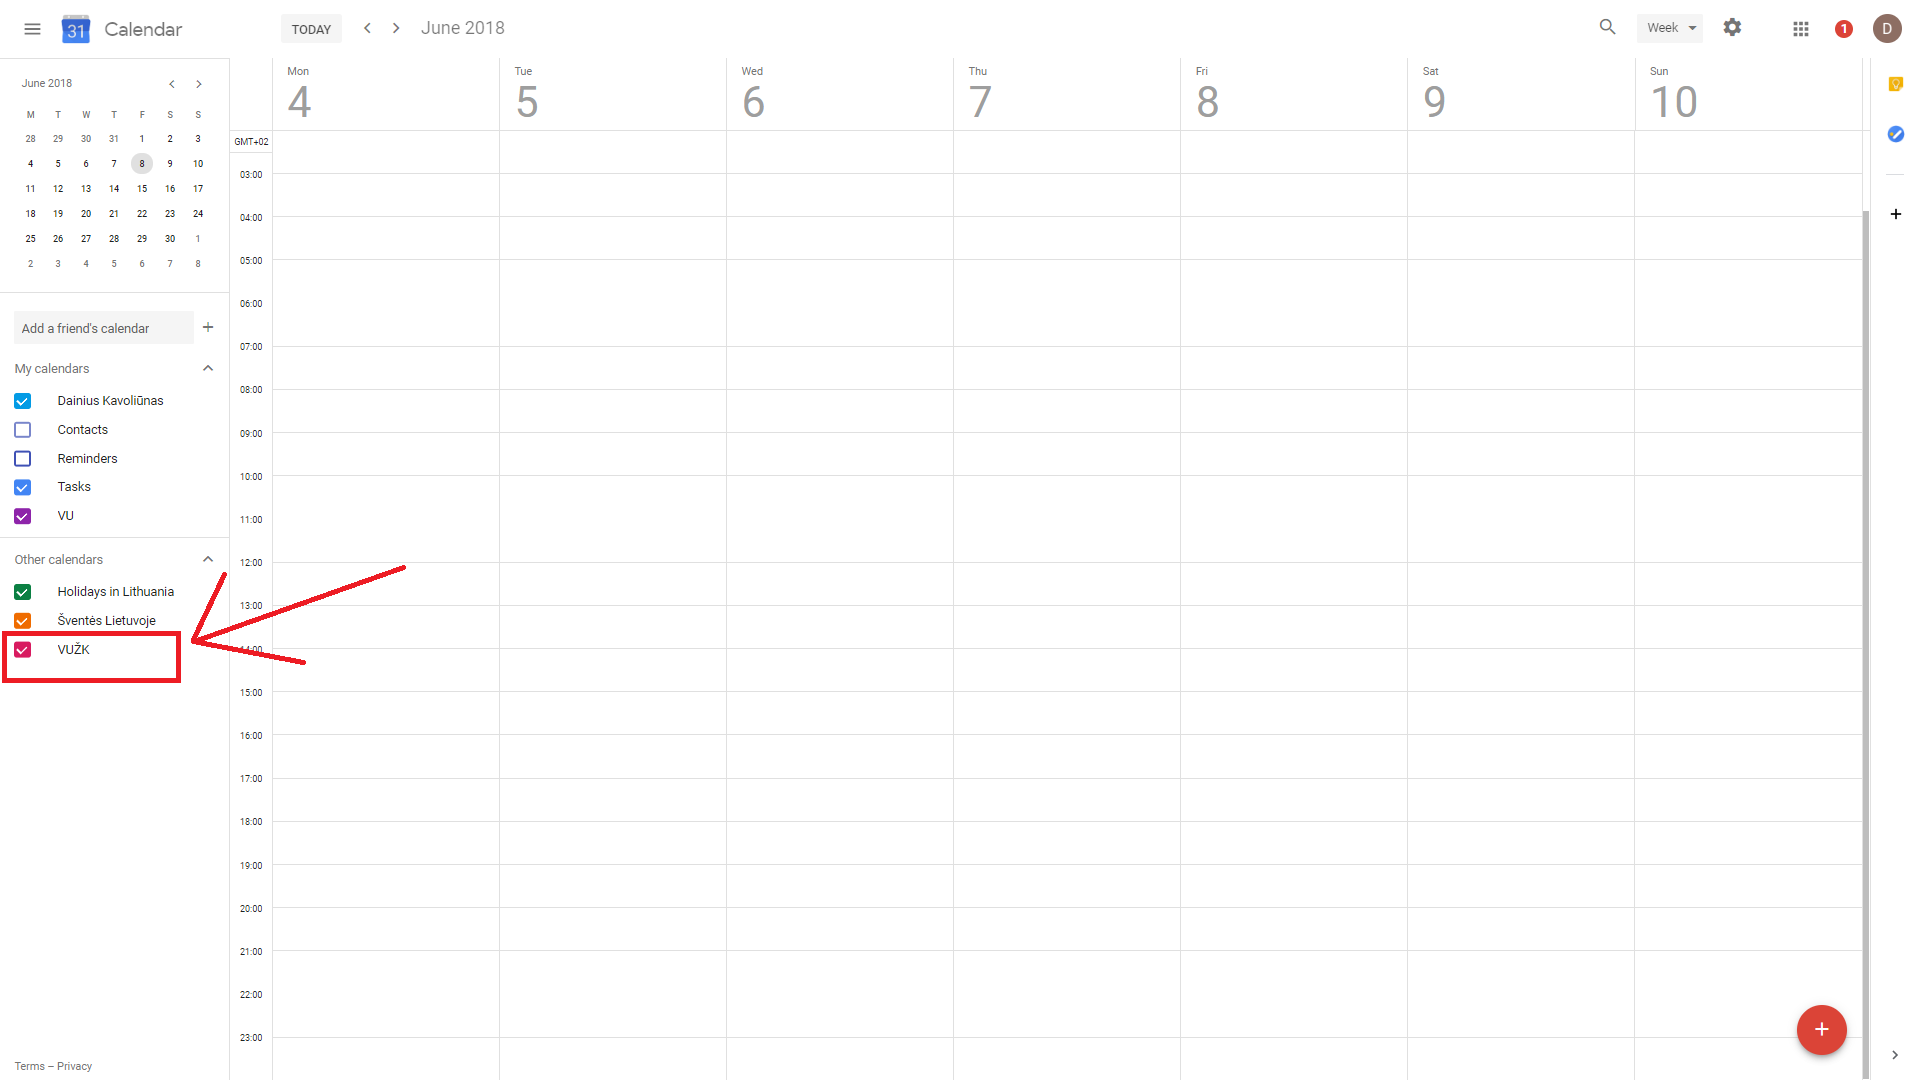 31 Calendar TODAY June 2018 Week 1 D
June 2018
M T W T F S S
28 29 30 31 1 2 3
4 5 6 7 8 9 10
11 12 13 14 15 16 17
18 19 20 21 22 23 24
25 26 27 28 29 30 1
2 3 4 5 6 7 8
Add a friend's calendar
My calendars
Dainius Kavoliūnas
Contacts
Reminders
Tasks
VU
Other calendars
Holidays in Lithuania
Šventės Lietuvoje
VUŽK
Terms – Privacy
Mon Tue Wed Thu Fri Sat Sun
4 5 6 7 8 9 10
GMT+02
03:00
04:00
05:00
06:00
07:00
08:00
09:00
10:00
11:00
12:00
13:00
14:00
15:00
16:00
17:00
18:00
19:00
20:00
21:00
22:00
23:00